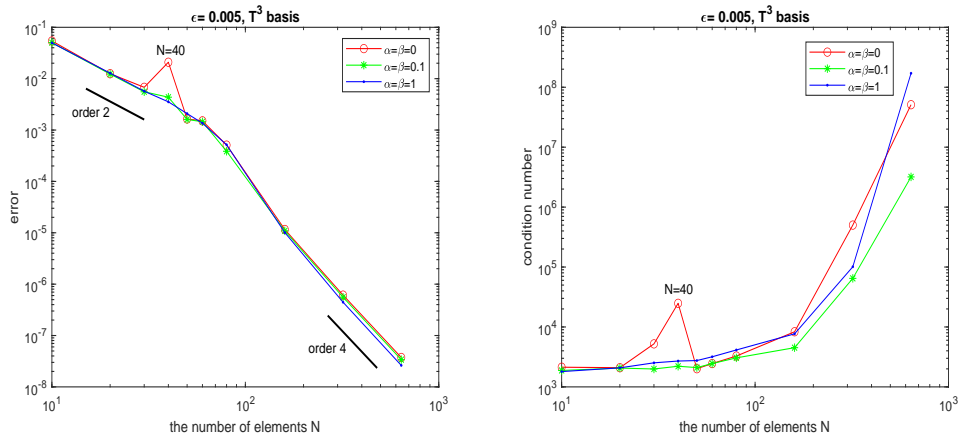 ϵ= 0.005, T³ basis
10⁻¹
10⁻²
10⁻³
10⁻⁴
10⁻⁵
10⁻⁶
10⁻⁷
10⁻⁸
error
N=40
α=β=0
α=β=0.1
α=β=1
order 2
order 4
10¹
10²
10³
the number of elements N
ϵ= 0.005, T³ basis
10⁹
10⁸
10⁷
10⁶
10⁵
10⁴
10³
condition number
α=β=0
α=β=0.1
α=β=1
N=40
10¹
10²
10³
the number of elements N